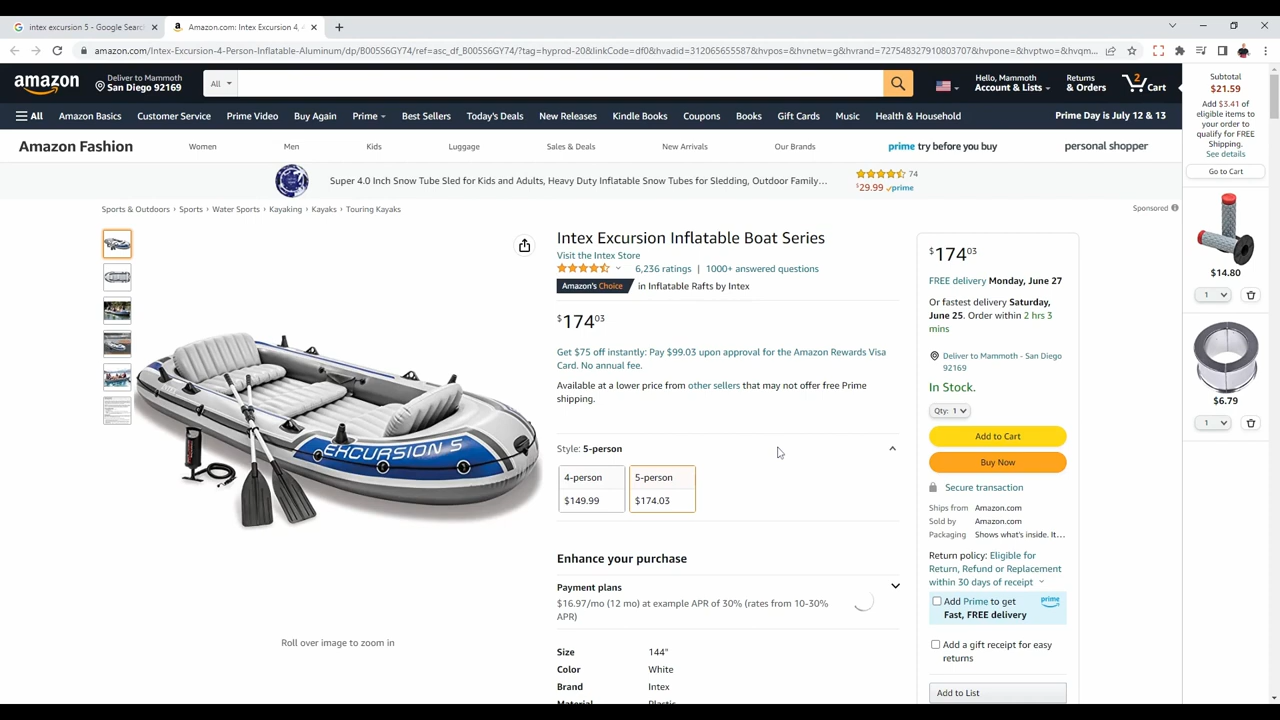 intex excursion 5 - Google Searc
Amazon.com: Intex Excursion 4,
amazon.com/Intex-Excursion-4-Person-Inflatable-Aluminum/dp/B005S6GY74/ref=asc_df_B005S6GY74/?tag=hyprod-20&linkCode=df0&hvadid=312065655587&hvpos=&hvnetw=g&hvrand=727548327910803707&hvpone=&hvptwo=&hvqm...
amazon
Deliver to Mammoth
San Diego 92169
All
Hello, Mammoth
Account & Lists
Returns
& Orders
2
Cart
All
Amazon Basics
Customer Service
Prime Video
Buy Again
Prime
Best Sellers
Today's Deals
New Releases
Kindle Books
Coupons
Books
Gift Cards
Music
Health & Household
Prime Day is July 12 & 13
Amazon Fashion
Women
Men
Kids
Luggage
Sales & Deals
New Arrivals
Our Brands
prime try before you buy
personal shopper
Super 4.0 Inch Snow Tube Sled for Kids and Adults, Heavy Duty Inflatable Snow Tubes for Sledding, Outdoor Family...
74
$29.99 prime
Sponsored
Sports & Outdoors › Sports › Water Sports › Kayaking › Kayaks › Touring Kayaks
EXCURSION 5
Roll over image to zoom in
Intex Excursion Inflatable Boat Series
Visit the Intex Store
6,236 ratings | 1000+ answered questions
Amazon's Choice in Inflatable Rafts by Intex
$17403
Get $75 off instantly: Pay $99.03 upon approval for the Amazon Rewards Visa
Card. No annual fee.
Available at a lower price from other sellers that may not offer free Prime
shipping.
Style: 5-person
4-person
$149.99
5-person
$174.03
Enhance your purchase
Payment plans
$16.97/mo (12 mo) at example APR of 30% (rates from 10-30%
APR)
Size 144"
Color White
Brand Intex
Material Plastic
$17403
FREE delivery Monday, June 27
Or fastest delivery Saturday,
June 25. Order within 2 hrs 3
mins
Deliver to Mammoth - San Diego
92169
In Stock.
Qty: 1
Add to Cart
Buy Now
Secure transaction
Ships from Amazon.com
Sold by Amazon.com
Packaging Shows what's inside. It...
Return policy: Eligible for
Return, Refund or Replacement
within 30 days of receipt
Add Prime to get
Fast, FREE delivery
prime
Add a gift receipt for easy
returns
Add to List
Subtotal
$21.59
Add $3.41 of
eligible items to
your order to
qualify for FREE
Shipping.
See details
Go to Cart
$14.80
1
$6.79
1